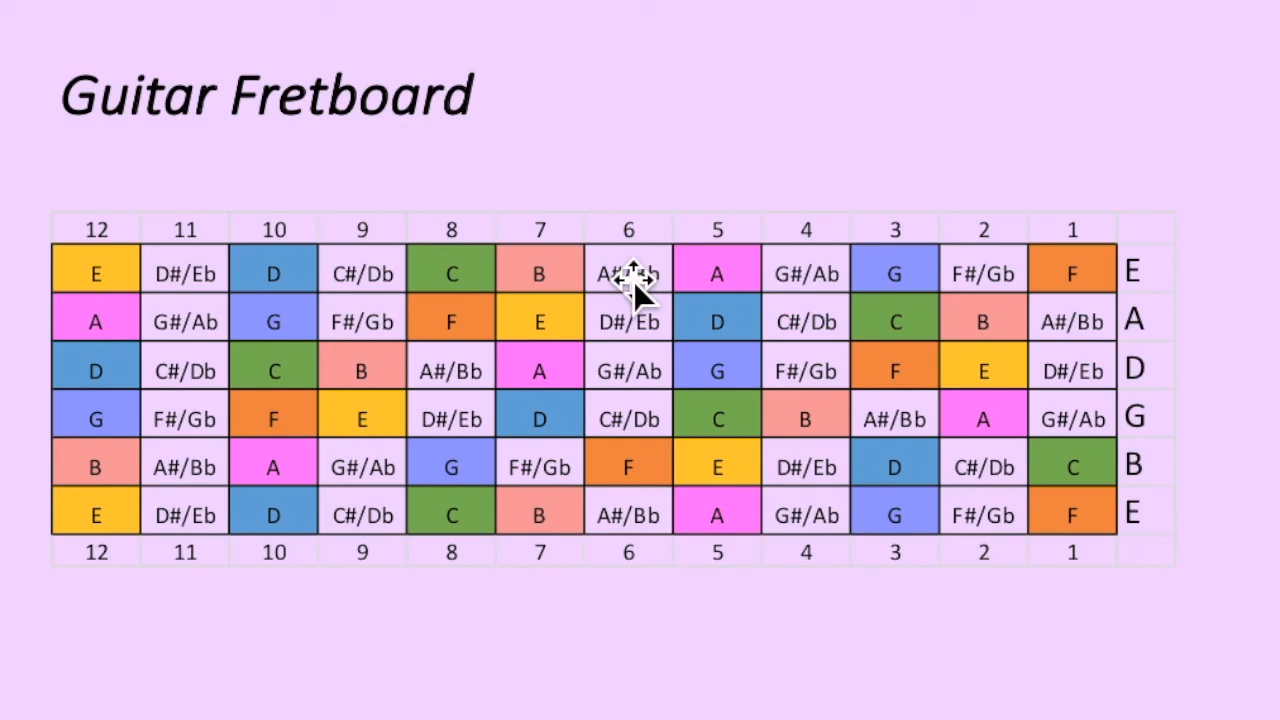 Guitar Fretboard
12 11 10 9 8 7 6 5 4 3 2 1
E D#/Eb D C#/Db C B A G#/Ab G F#/Gb F E
A G#/Ab G F#/Gb F E D#/Eb D C#/Db C B A#/Bb A
D C#/Db C B A#/Bb A G#/Ab G F#/Gb F E D#/Eb D
G F#/Gb F E D#/Eb D C#/Db C B A#/Bb A G#/Ab G
B A#/Bb A G#/Ab G F#/Gb F E D#/Eb D C#/Db C B
E D#/Eb D C#/Db C B A#/Bb A G#/Ab G F#/Gb F E
12 11 10 9 8 7 6 5 4 3 2 1